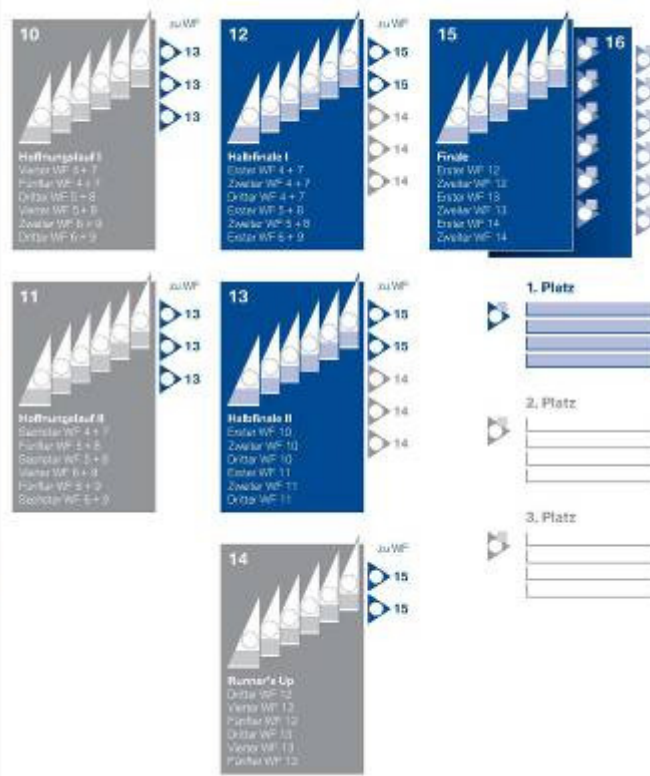 zu WF
10
13
13
13
Hoffnungslauf I
Vierter WF 4 + 7
Fünfter WF 4 + 7
Dritter WF 5 + 8
Vierter WF 5 + 8
Zweiter WF 6 + 9
Dritter WF 6 + 9
zu WF
12
15
15
14
14
14
Halbfinale I
Erster WF 4 + 7
Zweiter WF 4 + 7
Dritter WF 4 + 7
Erster WF 5 + 8
Zweiter WF 5 + 8
Erster WF 6 + 9
15
Finale
Erster WF 12
Zweiter WF 12
Erster WF 13
Zweiter WF 13
Erster WF 14
Zweiter WF 14
16
zu WF
11
13
13
13
Hoffnungslauf II
Sechster WF 4 + 7
Fünfter WF 5 + 8
Sechster WF 5 + 8
Vierter WF 6 + 9
Fünfter WF 6 + 9
Sechster WF 6 + 9
zu WF
13
15
15
14
14
14
Halbfinale II
Erster WF 10
Zweiter WF 10
Dritter WF 10
Erster WF 11
Zweiter WF 11
Dritter WF 11
1. Platz
2. Platz
3. Platz
zu WF
14
15
15
Runner's Up
Dritter WF 12
Vierter WF 12
Fünfter WF 12
Dritter WF 13
Vierter WF 13
Fünfter WF 13